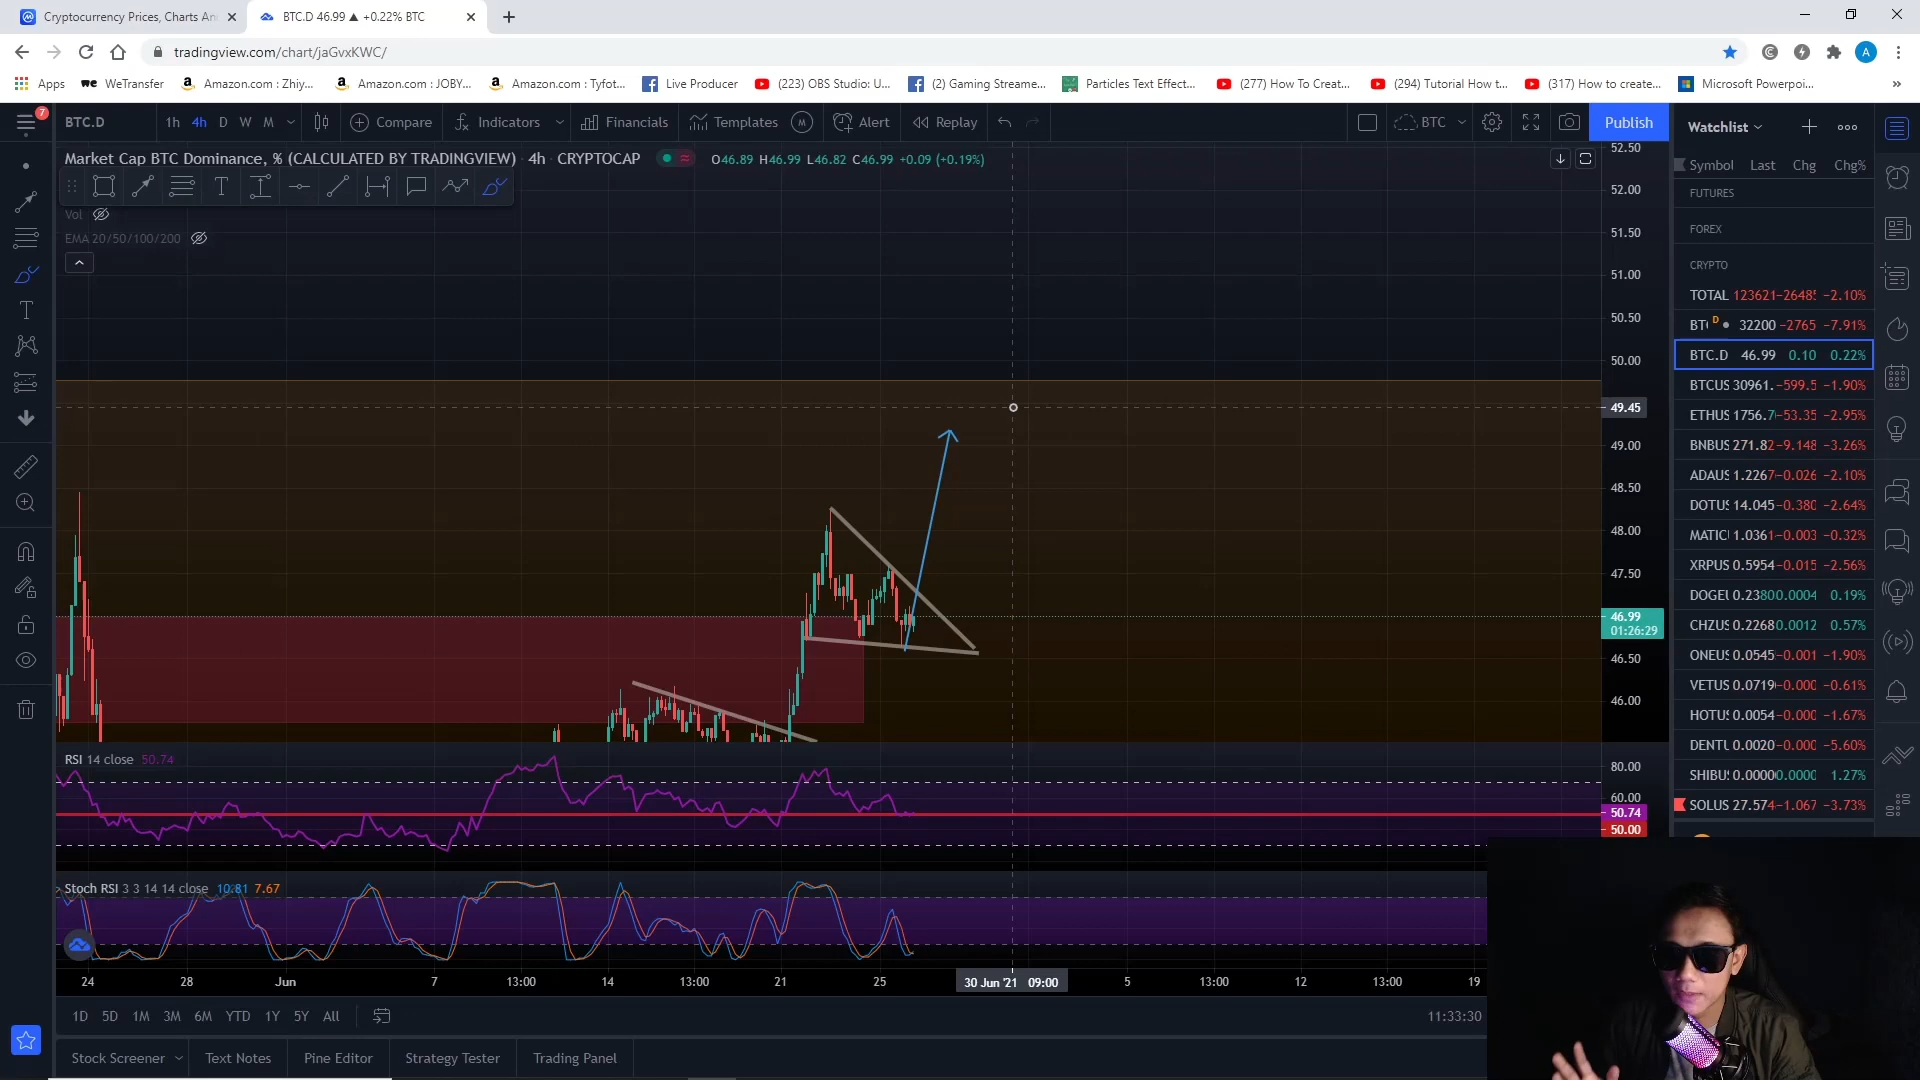 Cryptocurrency Prices, Charts An
BTC.D 46.99 ▲ +0.22% BTC
tradingview.com/chart/jaGvxKWC/
A
Apps
we WeTransfer
Amazon.com : Zhiy...
Amazon.com : JOBY...
Amazon.com : Tyfot...
Live Producer
(223) OBS Studio: U...
(2) Gaming Streame...
Particles Text Effect...
(277) How To Creat...
(294) Tutorial How t...
(317) How to create...
Microsoft Powerpoi...
»
7
BTC.D
1h 4h D W M
Compare
Indicators
Financials
Templates
M
Alert
Replay
BTC
Publish
Market Cap BTC Dominance, % (CALCULATED BY TRADINGVIEW) 4h CRYPTOCAP
O46.89 H46.99 L46.82 C46.99 +0.09 (+0.19%)
Vol
EMA 20/50/100/200
52.50
52.00
51.50
51.00
50.50
50.00
49.45
49.00
48.50
48.00
47.50
46.99
01:26:29
46.50
46.00
RSI 14 close 50.74
80.00
60.00
50.74
50.00
Stoch RSI 3 3 14 14 close 10.81 7.67
24 28 Jun 7 13:00 14 13:00 21 25 30 Jun '21 09:00 5 13:00 12 13:00 19
1D 5D 1M 3M 6M YTD 1Y 5Y All
11:33:30
Stock Screener
Text Notes
Pine Editor
Strategy Tester
Trading Panel
Watchlist
Symbol Last Chg Chg%
FUTURES
FOREX
CRYPTO
TOTAL 123621 -26485 -2.10%
BT D 32200 -2765 -7.91%
BTC.D 46.99 0.10 0.22%
BTCUS 30961. -599.5 -1.90%
ETHUS 1756.7 -53.35 -2.95%
BNBUS 271.82 -9.148 -3.26%
ADAUS 1.2267 -0.026 -2.10%
DOTUS 14.045 -0.380 -2.64%
MATICI 1.0361 -0.003 -0.32%
XRPUS 0.5954 -0.015 -2.56%
DOGEU 0.2380 0.0004 0.19%
CHZUS 0.2268 0.0012 0.57%
ONEUS 0.0545 -0.001 -1.90%
VETUS 0.0719 -0.000 -0.61%
HOTUS 0.0054 -0.000 -1.67%
DENTU 0.0020 -0.000 -5.60%
SHIBUS 0.0000 0.0000 1.27%
SOLUS 27.574 -1.067 -3.73%